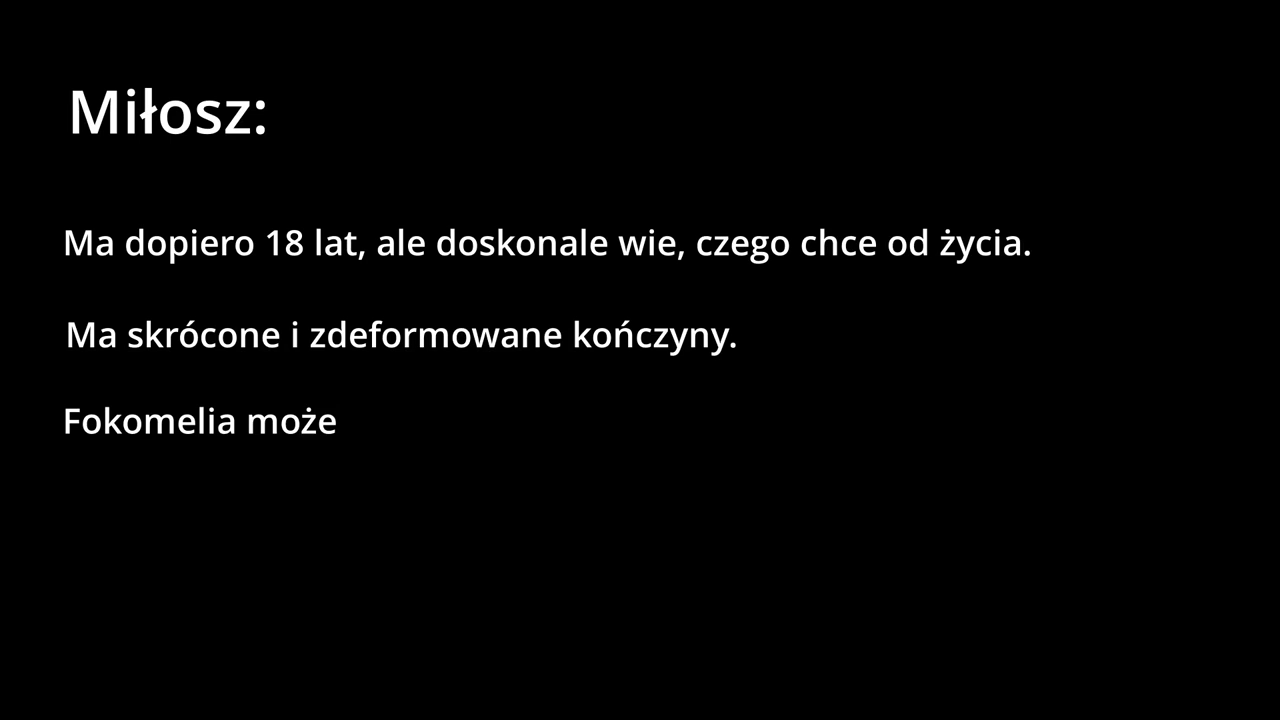 Miłosz:
Ma dopiero 18 lat, ale doskonale wie, czego chce od życia.
Ma skrócone i zdeformowane kończyny.
Fokomelia może